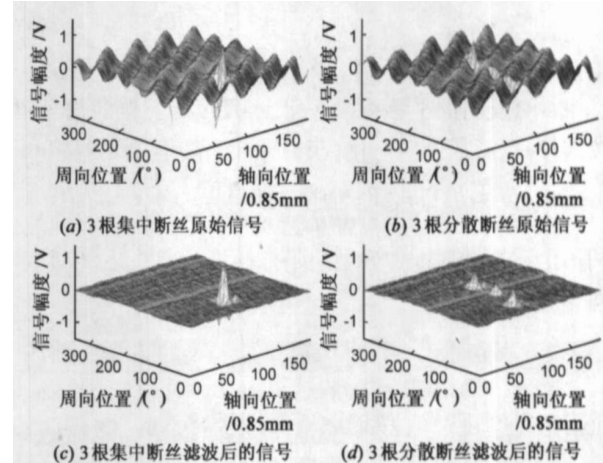 信号幅度 /V
1
0
-1
300
200
100
0
0
50
100
150
周向位置 /(°)
轴向位置
/0.85mm
(a) 3根集中断丝原始信号
信号幅度 /V
1
0
-1
300
200
100
0
0
50
100
150
周向位置 /(°)
轴向位置
/0.85mm
(b) 3根分散断丝原始信号
信号幅度 /V
1
0
-1
300
200
100
0
0
50
100
150
周向位置 /(°)
轴向位置
/0.85mm
(c) 3根集中断丝滤波后的信号
信号幅度 /V
1
0
-1
300
200
100
0
0
50
100
150
周向位置 /(°)
轴向位置
/0.85mm
(d) 3根分散断丝滤波后的信号